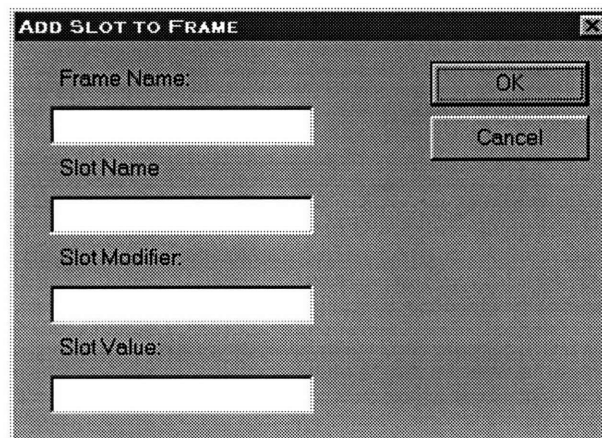 ADD SLOT TO FRAME
Frame Name:
OK
Cancel
Slot Name
Slot Modifier:
Slot Value: